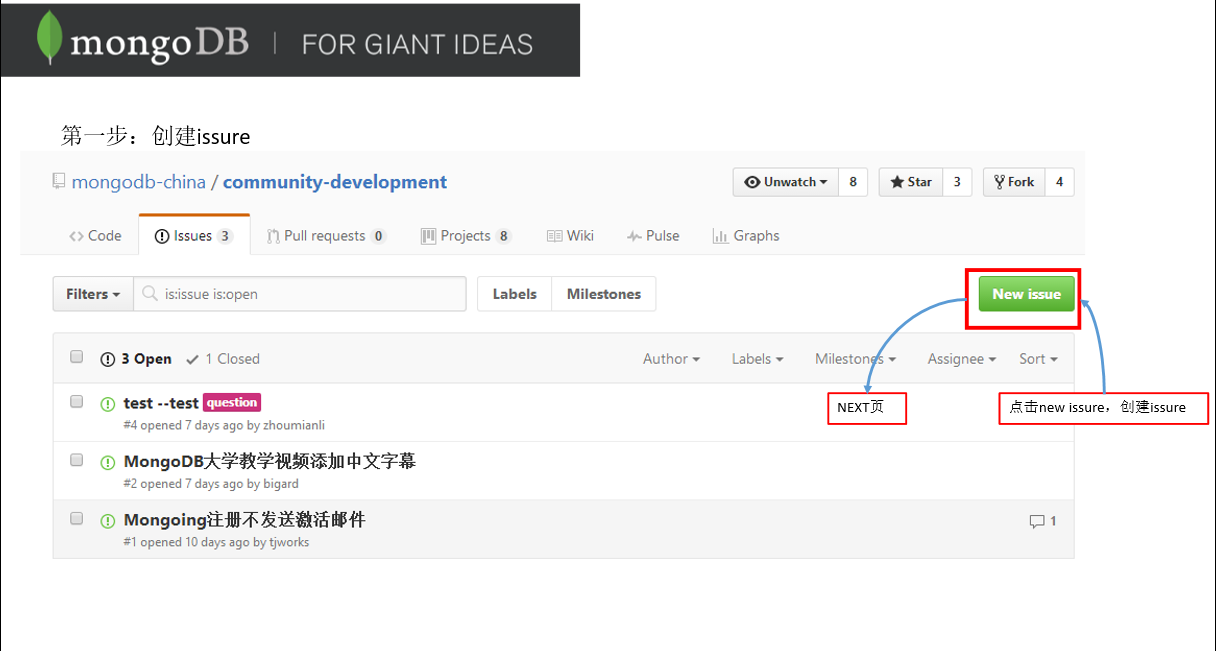 mongoDB | FOR GIANT IDEAS
第一步：创建issure
mongodb-china / community-development
Unwatch 8 Star 3 Fork 4
Code Issues 3 Pull requests 0 Projects 8 Wiki Pulse Graphs
Filters is:issue is:open Labels Milestones New issue
3 Open 1 Closed Author Labels Milestones Assignee Sort
test --test question
#4 opened 7 days ago by zhoumianli
NEXT页
点击new issure，创建issure
MongoDB大学教学视频添加中文字幕
#2 opened 7 days ago by bigard
Mongoing注册不发送激活邮件 1
#1 opened 10 days ago by tjworks